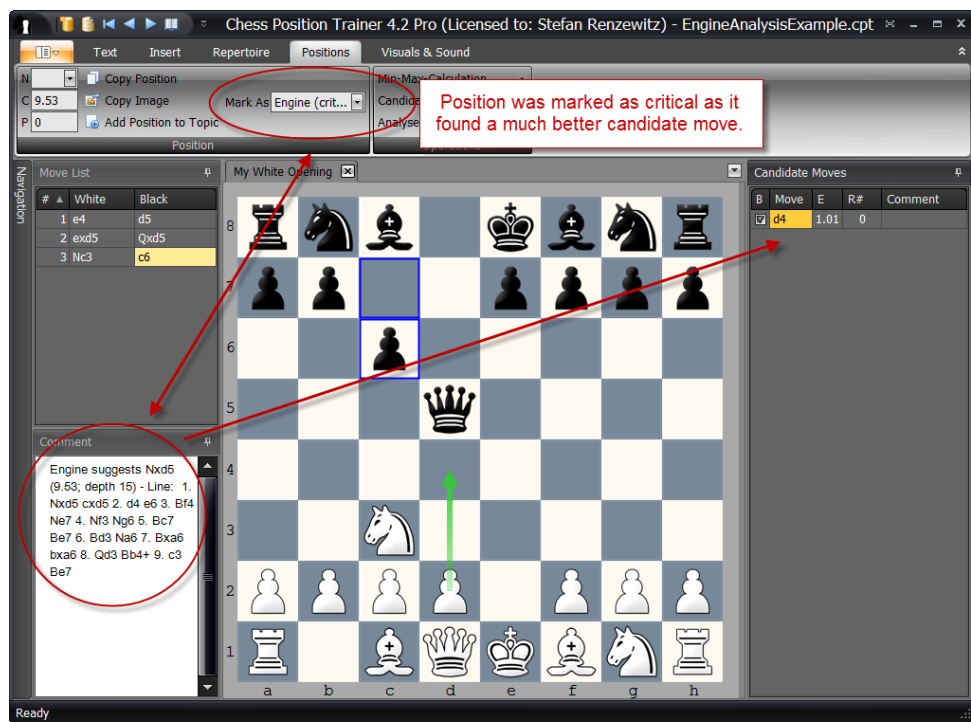 Chess Position Trainer 4.2 Pro (Licensed to: Stefan Renzewitz) - EngineAnalysisExample.cpt
Text Insert Repertoire Positions Visuals & Sound
N Copy Position Min-Max-Calculation
C 9.53 Copy Image Mark As Engine (crit... Candida
P 0 Add Position to Topic Analyse
Position
Position was marked as critical as it
found a much better candidate move.
Navigation
Move List
# White Black
1 e4 d5
2 exd5 Qxd5
3 Nc3 c6
Comment
Engine suggests Nxd5
(9.53; depth 15) - Line: 1.
Nxd5 cxd5 2. d4 e6 3. Bf4
Ne7 4. Nf3 Ng6 5. Bc7
Be7 6. Bd3 Na6 7. Bxa6
bxa6 8. Qd3 Bb4+ 9. c3
Be7
My White Opening
8
7
6
5
4
3
2
1
a b c d e f g h
Candidate Moves
B Move E R# Comment
d4 1.01 0
Ready